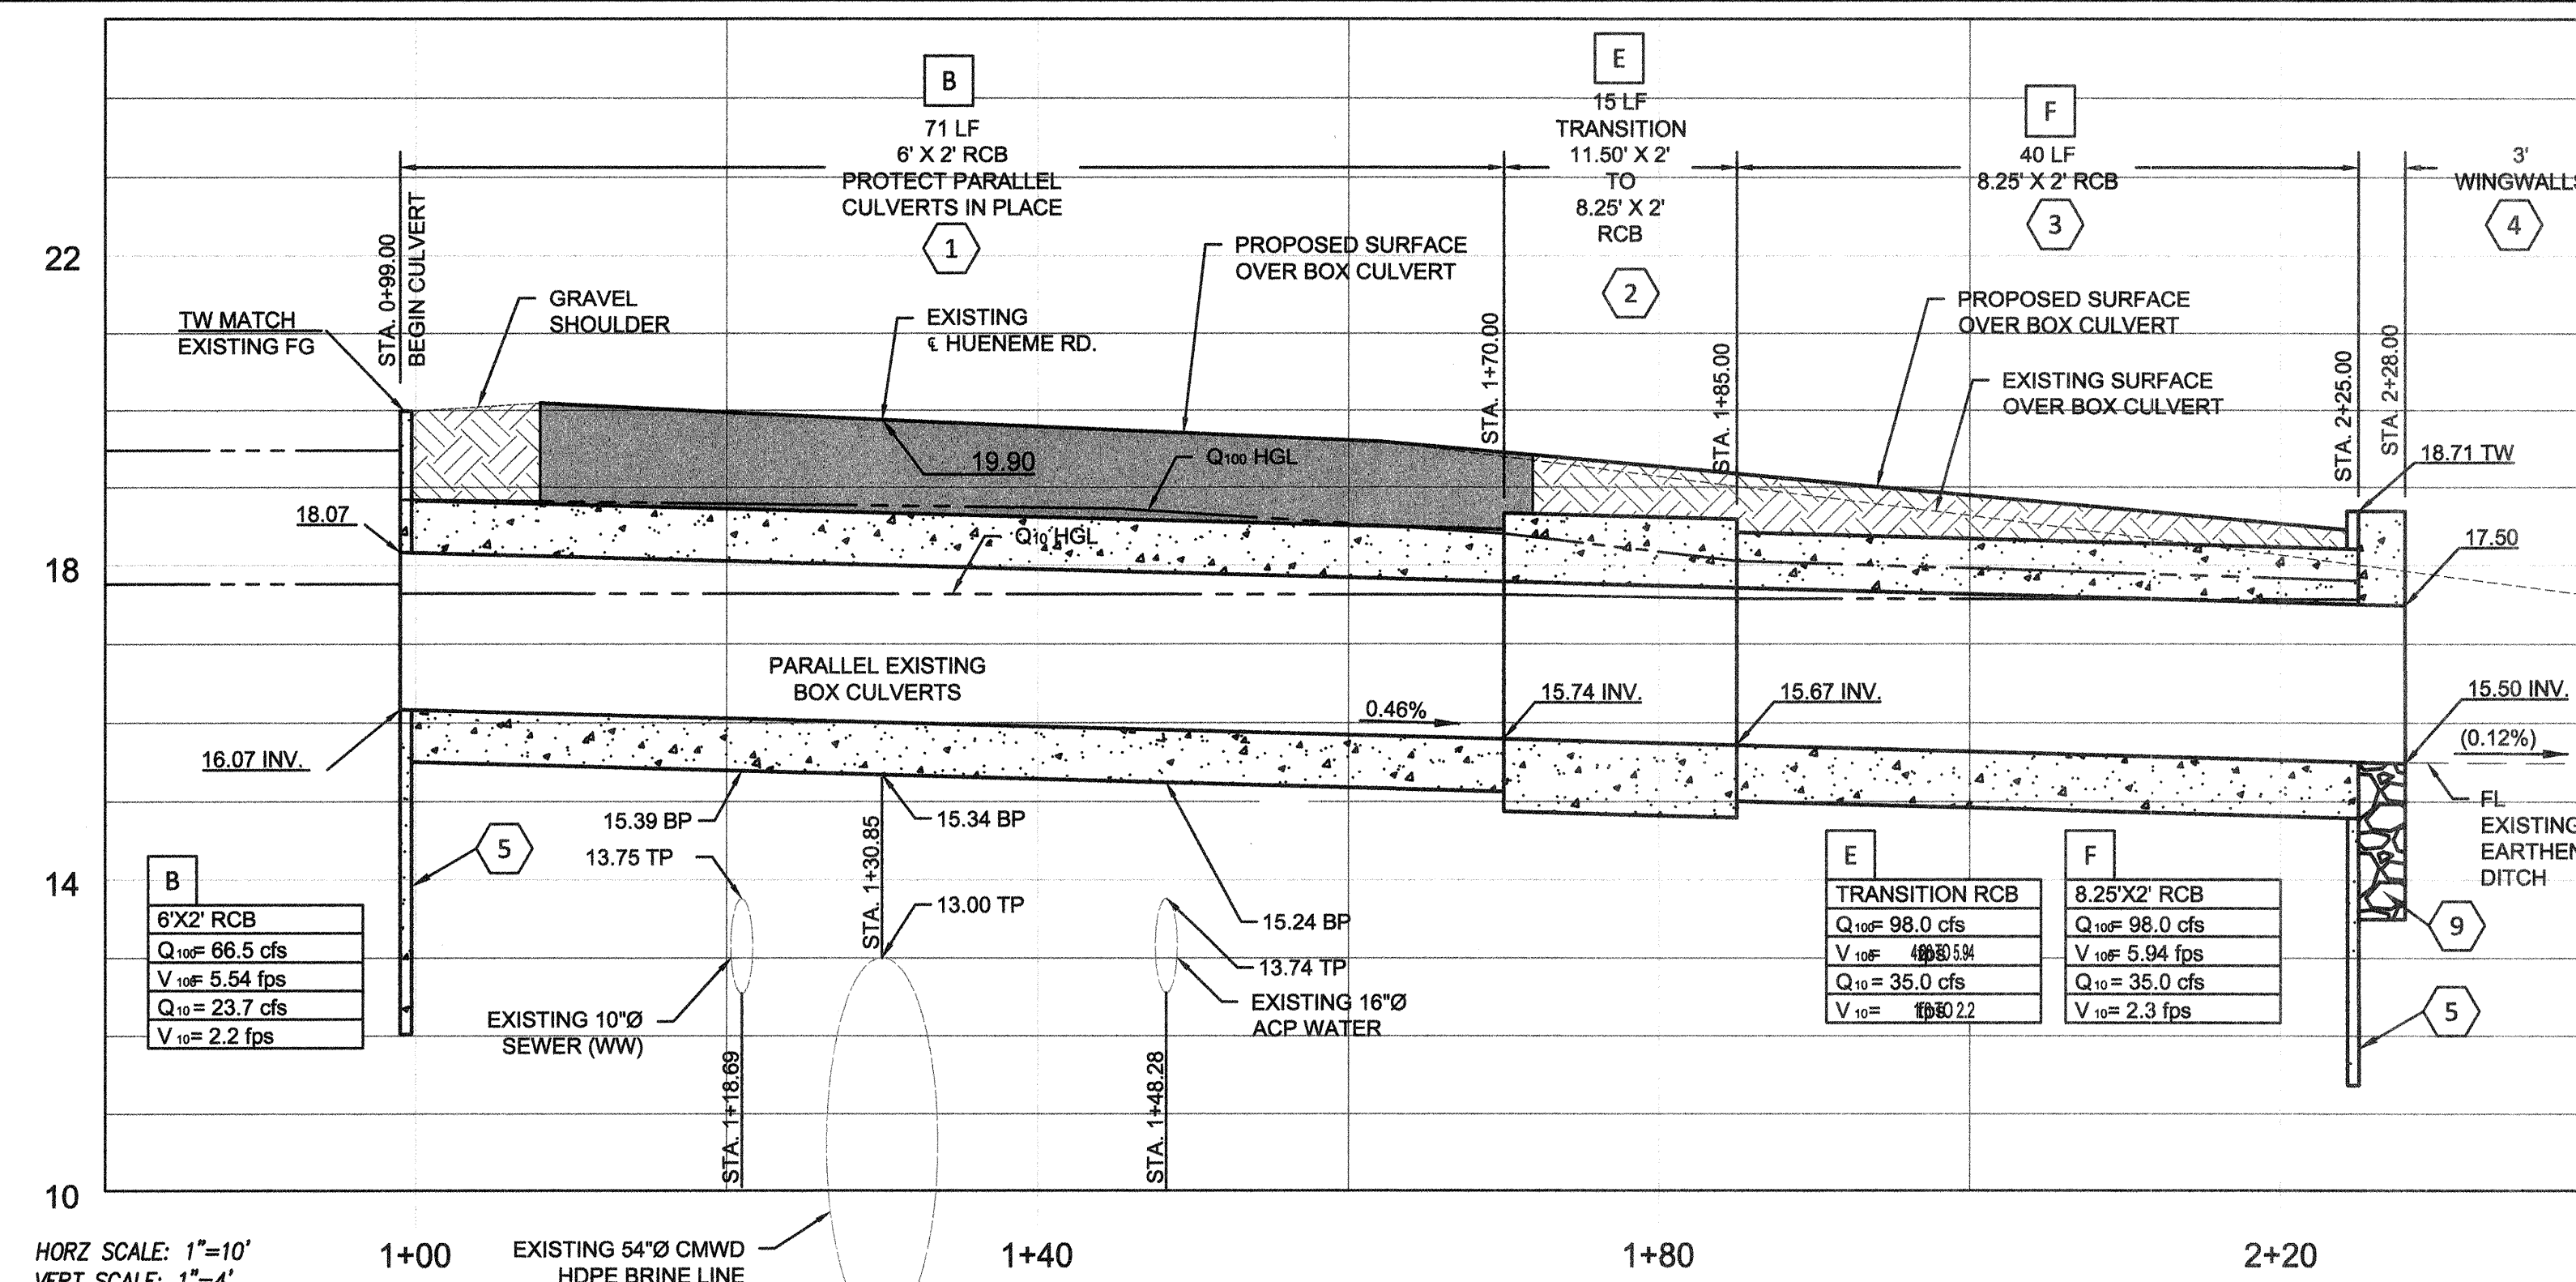 B
71 LF
6' X 2' RCB
PROTECT PARALLEL
CULVERTS IN PLACE
1
E
15 LF
TRANSITION
11.50' X 2'
TO
8.25' X 2'
RCB
2
F
40 LF
8.25' X 2' RCB
3
3'
WINGWALLS
4
22
18
14
10
STA. 0+99.00
BEGIN CULVERT
TW MATCH
EXISTING FG
GRAVEL
SHOULDER
EXISTING
℄ HUENEME RD.
PROPOSED SURFACE
OVER BOX CULVERT
STA. 1+70.00
STA. 1+85.00
PROPOSED SURFACE
OVER BOX CULVERT
EXISTING SURFACE
OVER BOX CULVERT
STA. 2+25.00
STA. 2+28.00
18.71 TW
19.90
Q100 HGL
18.07
Q10 HGL
17.50
PARALLEL EXISTING
BOX CULVERTS
0.46%
15.74 INV.
15.67 INV.
15.50 INV.
(0.12%)
16.07 INV.
FL
EXISTING
EARTHEN
DITCH
15.39 BP
15.34 BP
13.75 TP
STA. 1+30.85
13.00 TP
15.24 BP
13.74 TP
5
EXISTING 16"Ø
ACP WATER
EXISTING 10"Ø
SEWER (WW)
STA. 1+18.69
STA. 1+48.28
B
6'X2' RCB
Q100= 66.5 cfs
V100= 5.54 fps
Q10= 23.7 cfs
V10= 2.2 fps
E
TRANSITION RCB
Q100= 98.0 cfs
V100= TO 5.94
Q10= 35.0 cfs
V10= TO 2.2
F
8.25'X2' RCB
Q100= 98.0 cfs
V100= 5.94 fps
Q10= 35.0 cfs
V10= 2.3 fps
9
5
EXISTING 54"Ø CMWD
HDPE BRINE LINE
HORZ SCALE: 1"=10'
VERT SCALE: 1"=4'
1+00
1+40
1+80
2+20